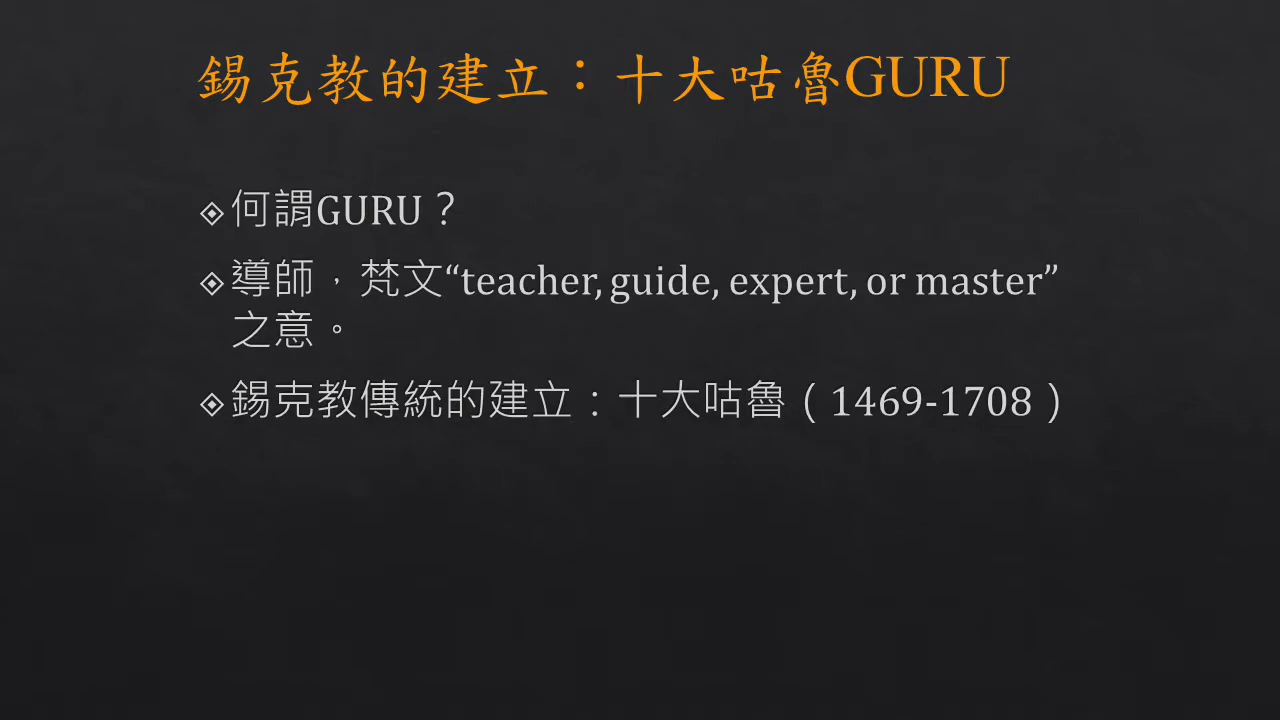 錫克教的建立：十大咕魯GURU
何謂GURU？
導師，梵文“teacher, guide, expert, or master”
之意。
錫克教傳統的建立：十大咕魯（1469-1708）